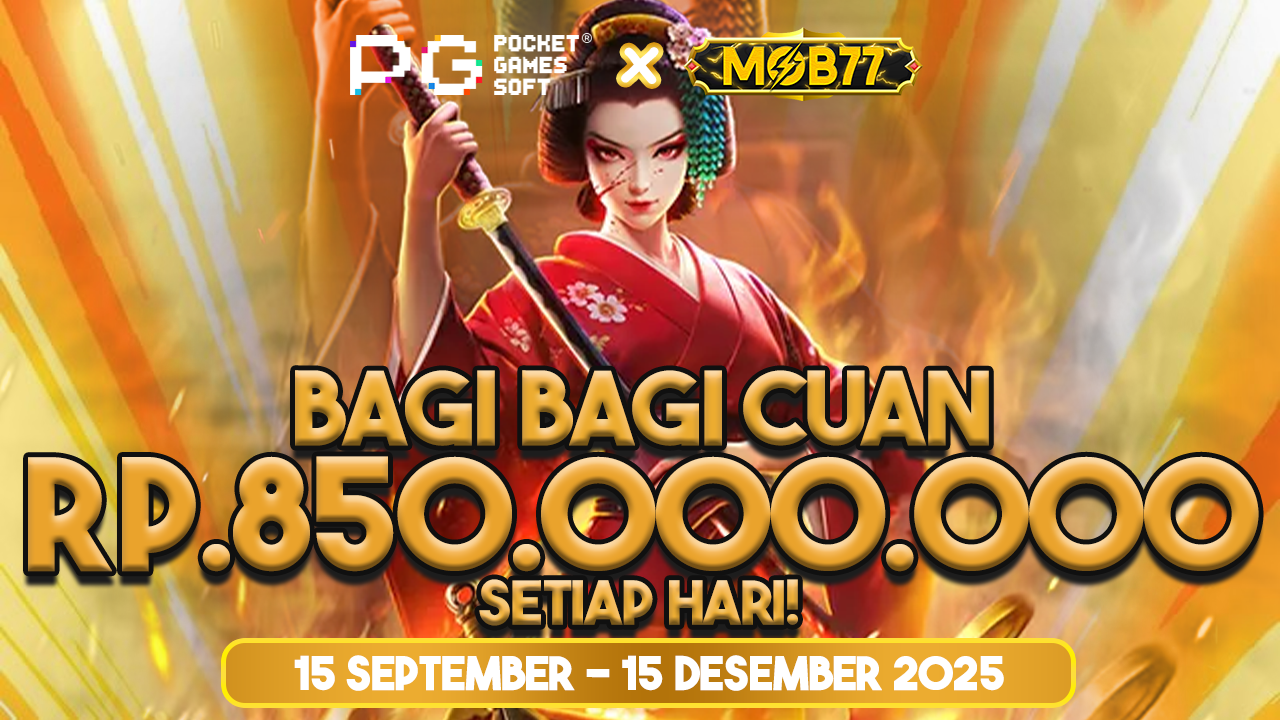 PG POCKET® GAMES SOFT X MOB77
BAGI BAGI CUAN
RP.850.000.000
SETIAP HARI!
15 SEPTEMBER – 15 DESEMBER 2025